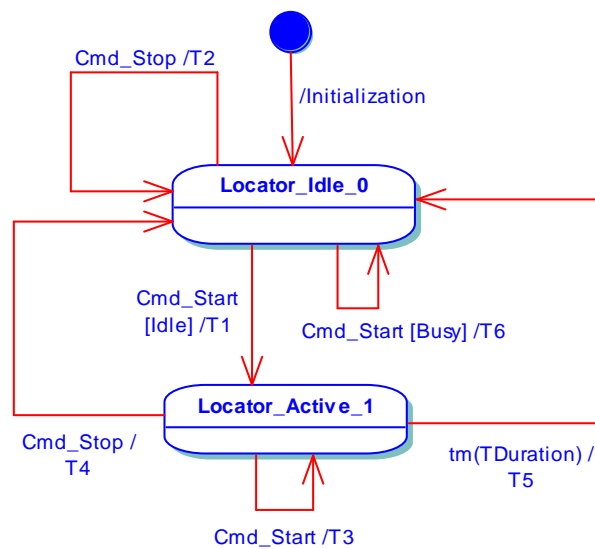 Cmd_Stop /T2
/Initialization
Locator_Idle_0
Cmd_Start
[Idle] /T1
Cmd_Start [Busy] /T6
Locator_Active_1
Cmd_Stop /
T4
tm(TDuration) /
T5
Cmd_Start /T3